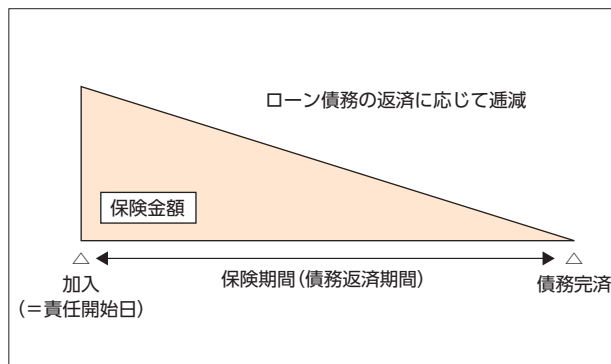 ローン債務の返済に応じて逓減
保険金額
保険期間(債務返済期間)
加入
(＝責任開始日)
債務完済